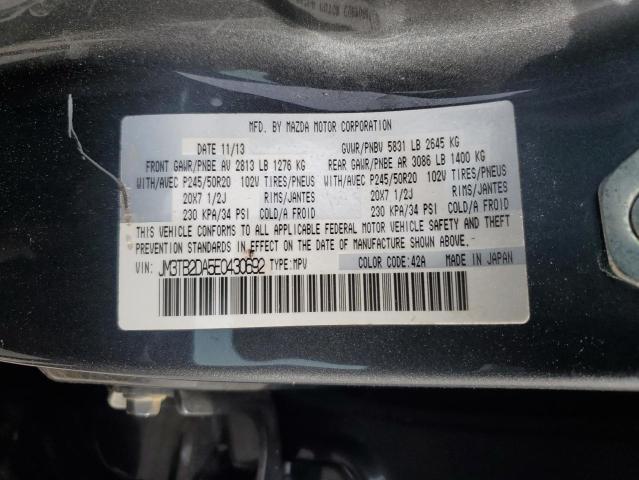 MFD. BY MAZDA MOTOR CORPORATION
DATE 11/13 GVWR/PNBV 5831 LB 2645 KG
FRONT GAWR/PNBE AV 2813 LB 1276 KG REAR GAWR/PNBE AR 3086 LB 1400 KG
WITH/AVEC P245/50R20 102V TIRES/PNEUS WITH/AVEC P245/50R20 102V TIRES/PNEUS
20X7 1/2J RIMS/JANTES 20X7 1/2J RIMS/JANTES
230 KPA/34 PSI COLD/A FROID 230 KPA/34 PSI COLD/A FROID
THIS VEHICLE CONFORMS TO ALL APPLICABLE FEDERAL MOTOR VEHICLE SAFETY AND THEFT
PREVENTION STANDARDS IN EFFECT ON THE DATE OF MANUFACTURE SHOWN ABOVE.
VIN: JM3TB2DA5E0430692 TYPE:MPV COLOR CODE:42A MADE IN JAPAN